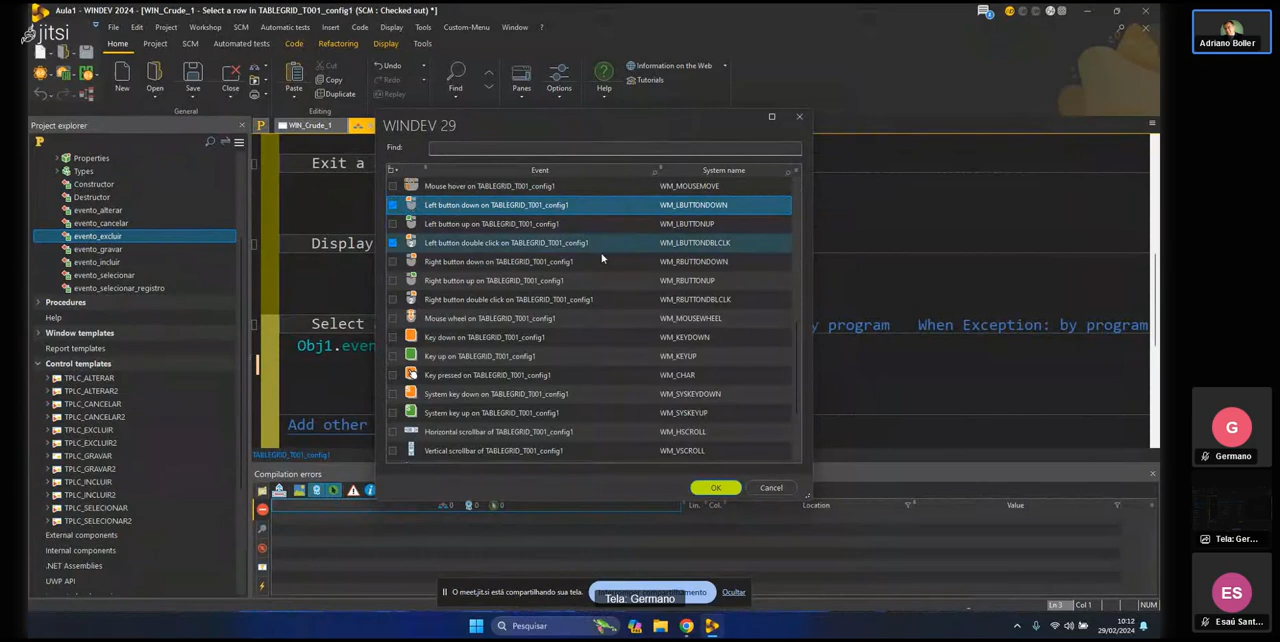 Aula1 - WINDEV 2024 - [WIN_Crude_1 - Select a row in TABLEGRID_T001_config1 (SCM : Checked out) *]
jitsi
File Project Workshop SCM Automatic tests Insert Code Display Tools Custom-Menu Window ?
Home Project SCM Automated tests Code Refactoring Display Tools
New Open Save Close Paste Cut Copy Duplicate Undo Redo Replay Find Panes Options Help Information on the Web Tutorials
General Editing
Project explorer
WIN_Crude_1
Properties
Types
Constructor
Destructor
evento_alterar
evento_cancelar
evento_excluir
evento_gravar
evento_incluir
evento_selecionar
evento_selecionar_registro
Procedures
Help
Window templates
Report templates
Control templates
TPLC_ALTERAR
TPLC_ALTERAR2
TPLC_CANCELAR
TPLC_CANCELAR2
TPLC_EXCLUIR
TPLC_EXCLUIR2
TPLC_GRAVAR
TPLC_GRAVAR2
TPLC_INCLUIR
TPLC_INCLUIR2
TPLC_SELECIONAR
TPLC_SELECIONAR2
External components
Internal components
.NET Assemblies
UWP API
Exit a
Display
Select
y program When Exception: by program
Obj1.even
Add other
TABLEGRID_T001_config1
WINDEV 29
Find:
Event System name
Mouse hover on TABLEGRID_T001_config1 WM_MOUSEMOVE
Left button down on TABLEGRID_T001_config1 WM_LBUTTONDOWN
Left button up on TABLEGRID_T001_config1 WM_LBUTTONUP
Left button double click on TABLEGRID_T001_config1 WM_LBUTTONDBLCLK
Right button down on TABLEGRID_T001_config1 WM_RBUTTONDOWN
Right button up on TABLEGRID_T001_config1 WM_RBUTTONUP
Right button double click on TABLEGRID_T001_config1 WM_RBUTTONDBLCLK
Mouse wheel on TABLEGRID_T001_config1 WM_MOUSEWHEEL
Key down on TABLEGRID_T001_config1 WM_KEYDOWN
Key up on TABLEGRID_T001_config1 WM_KEYUP
Key pressed on TABLEGRID_T001_config1 WM_CHAR
System key down on TABLEGRID_T001_config1 WM_SYSKEYDOWN
System key up on TABLEGRID_T001_config1 WM_SYSKEYUP
Horizontal scrollbar of TABLEGRID_T001_config1 WM_HSCROLL
Vertical scrollbar of TABLEGRID_T001_config1 WM_VSCROLL
OK Cancel
Compilation errors
0 0 0 Lin. Col. Location Value
O meet.jit.si está compartilhando sua tela. Ocultar
Tela: Germano
Ln 3 Col 1 NUM
Pesquisar
10:12
29/02/2024
Adriano Boller
G
Germano
Tela: Ger...
ES
Esaú Sant...